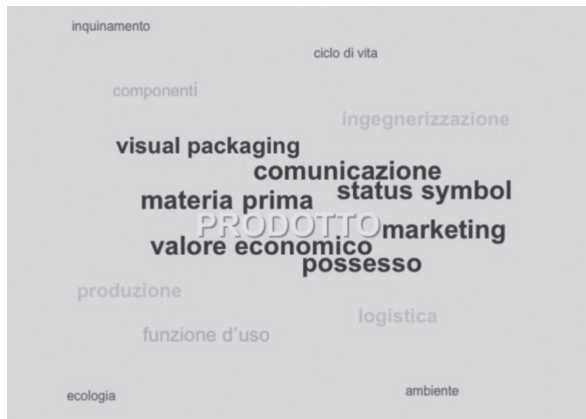 inquinamento
ciclo di vita
componenti
ingegnerizzazione
visual packaging
comunicazione
status symbol
materia prima
PRODOTTO
marketing
valore economico
possesso
produzione
logistica
funzione d'uso
ambiente
ecologia